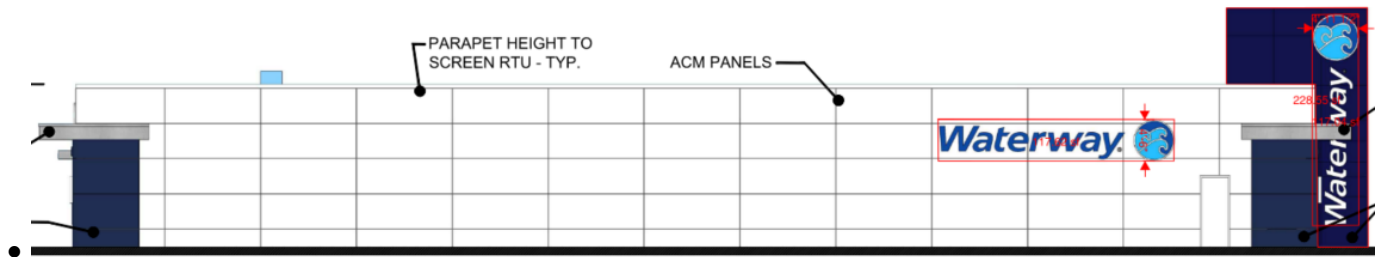 PARAPET HEIGHT TO
SCREEN RTU - TYP.
ACM PANELS
Waterway
Waterway